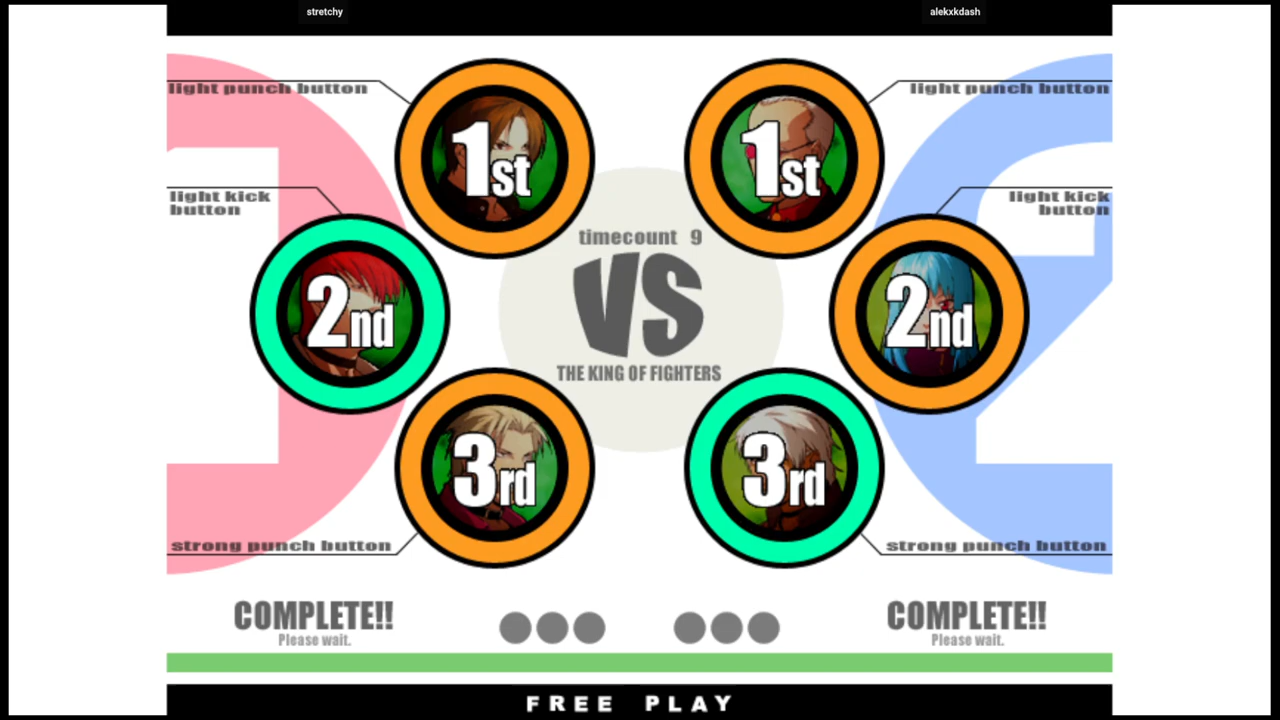 stretchy alekxkdash
light punch button light punch button
1st 1st
light kick light kick
button button
timecount 9
2nd VS 2nd
THE KING OF FIGHTERS
3rd 3rd
strong punch button strong punch button
COMPLETE!! COMPLETE!!
Please wait. Please wait.
FREE PLAY